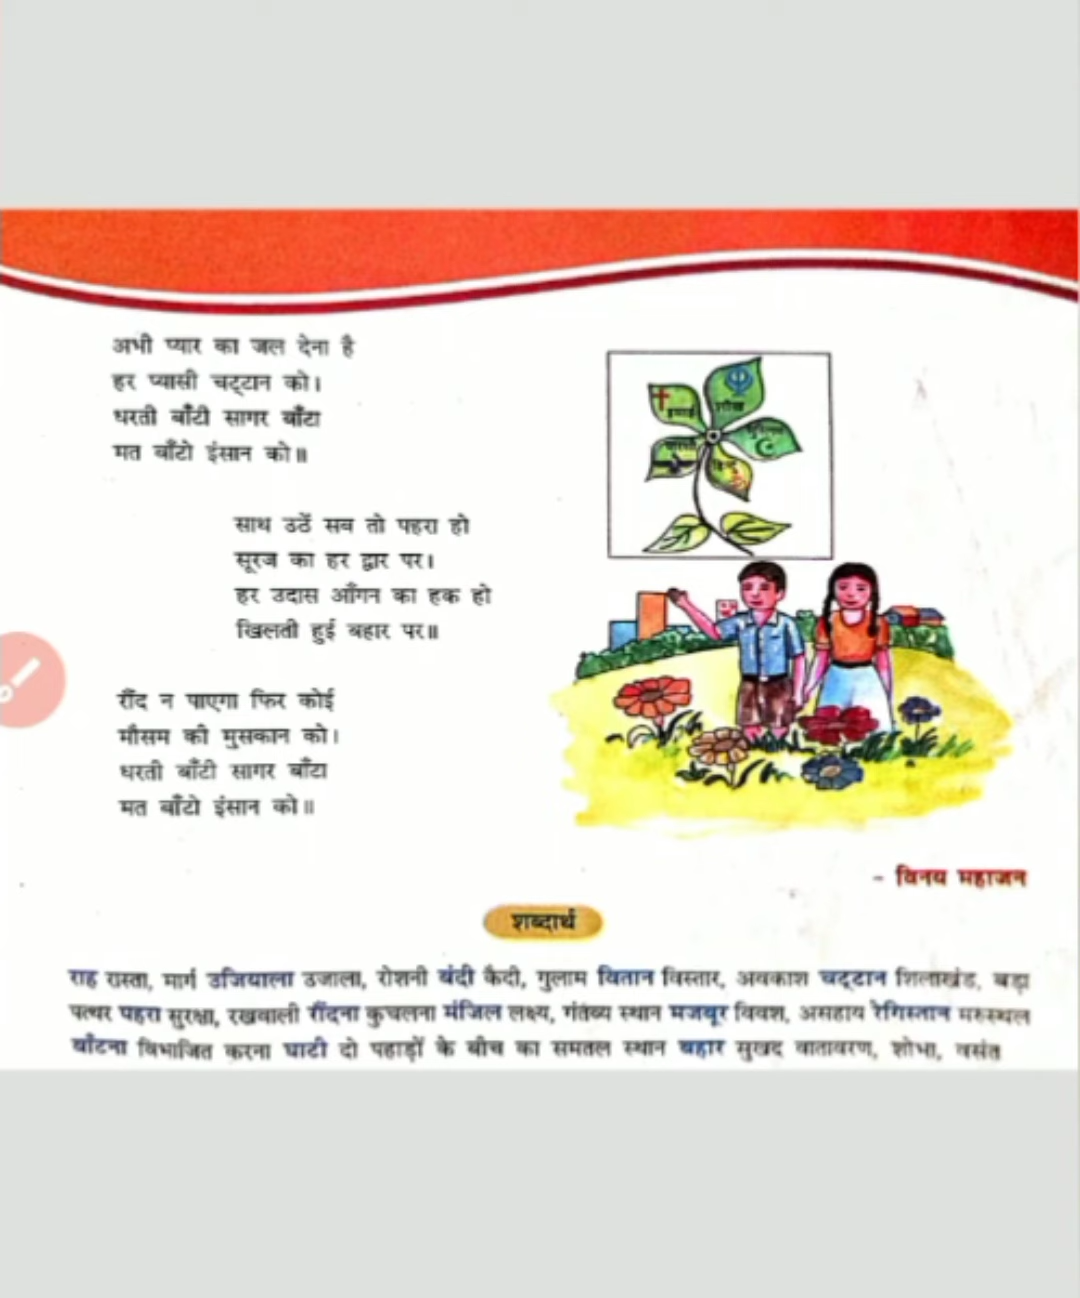 अभी प्यार का जल देना है
हर प्यासी चट्टान को।
धरती बाँटी सागर बाँटा
मत बाँटो इंसान को॥
साथ उठें सब तो पहरा हो
सूरज का हर द्वार पर।
हर उदास आँगन का हक हो
खिलती हुई बहार पर॥
रौंद न पाएगा फिर कोई
मौसम की मुसकान को।
धरती बाँटी सागर बाँटा
मत बाँटो इंसान को॥
ईसाई
सिख
मुस्लिम
पारसी
हिन्दू
- विनय महाजन
शब्दार्थ
राह रास्ता, मार्ग उजियाला उजाला, रोशनी बंदी कैदी, गुलाम वितान विस्तार, अवकाश चट्टान शिलाखंड, बड़ा
पत्थर पहरा सुरक्षा, रखवाली रौंदना कुचलना मंजिल लक्ष्य, गंतव्य स्थान मजबूर विवश, असहाय रेगिस्तान मरुस्थल
बाँटना विभाजित करना घाटी दो पहाड़ों के बीच का समतल स्थान बहार सुखद वातावरण, शोभा, वसंत